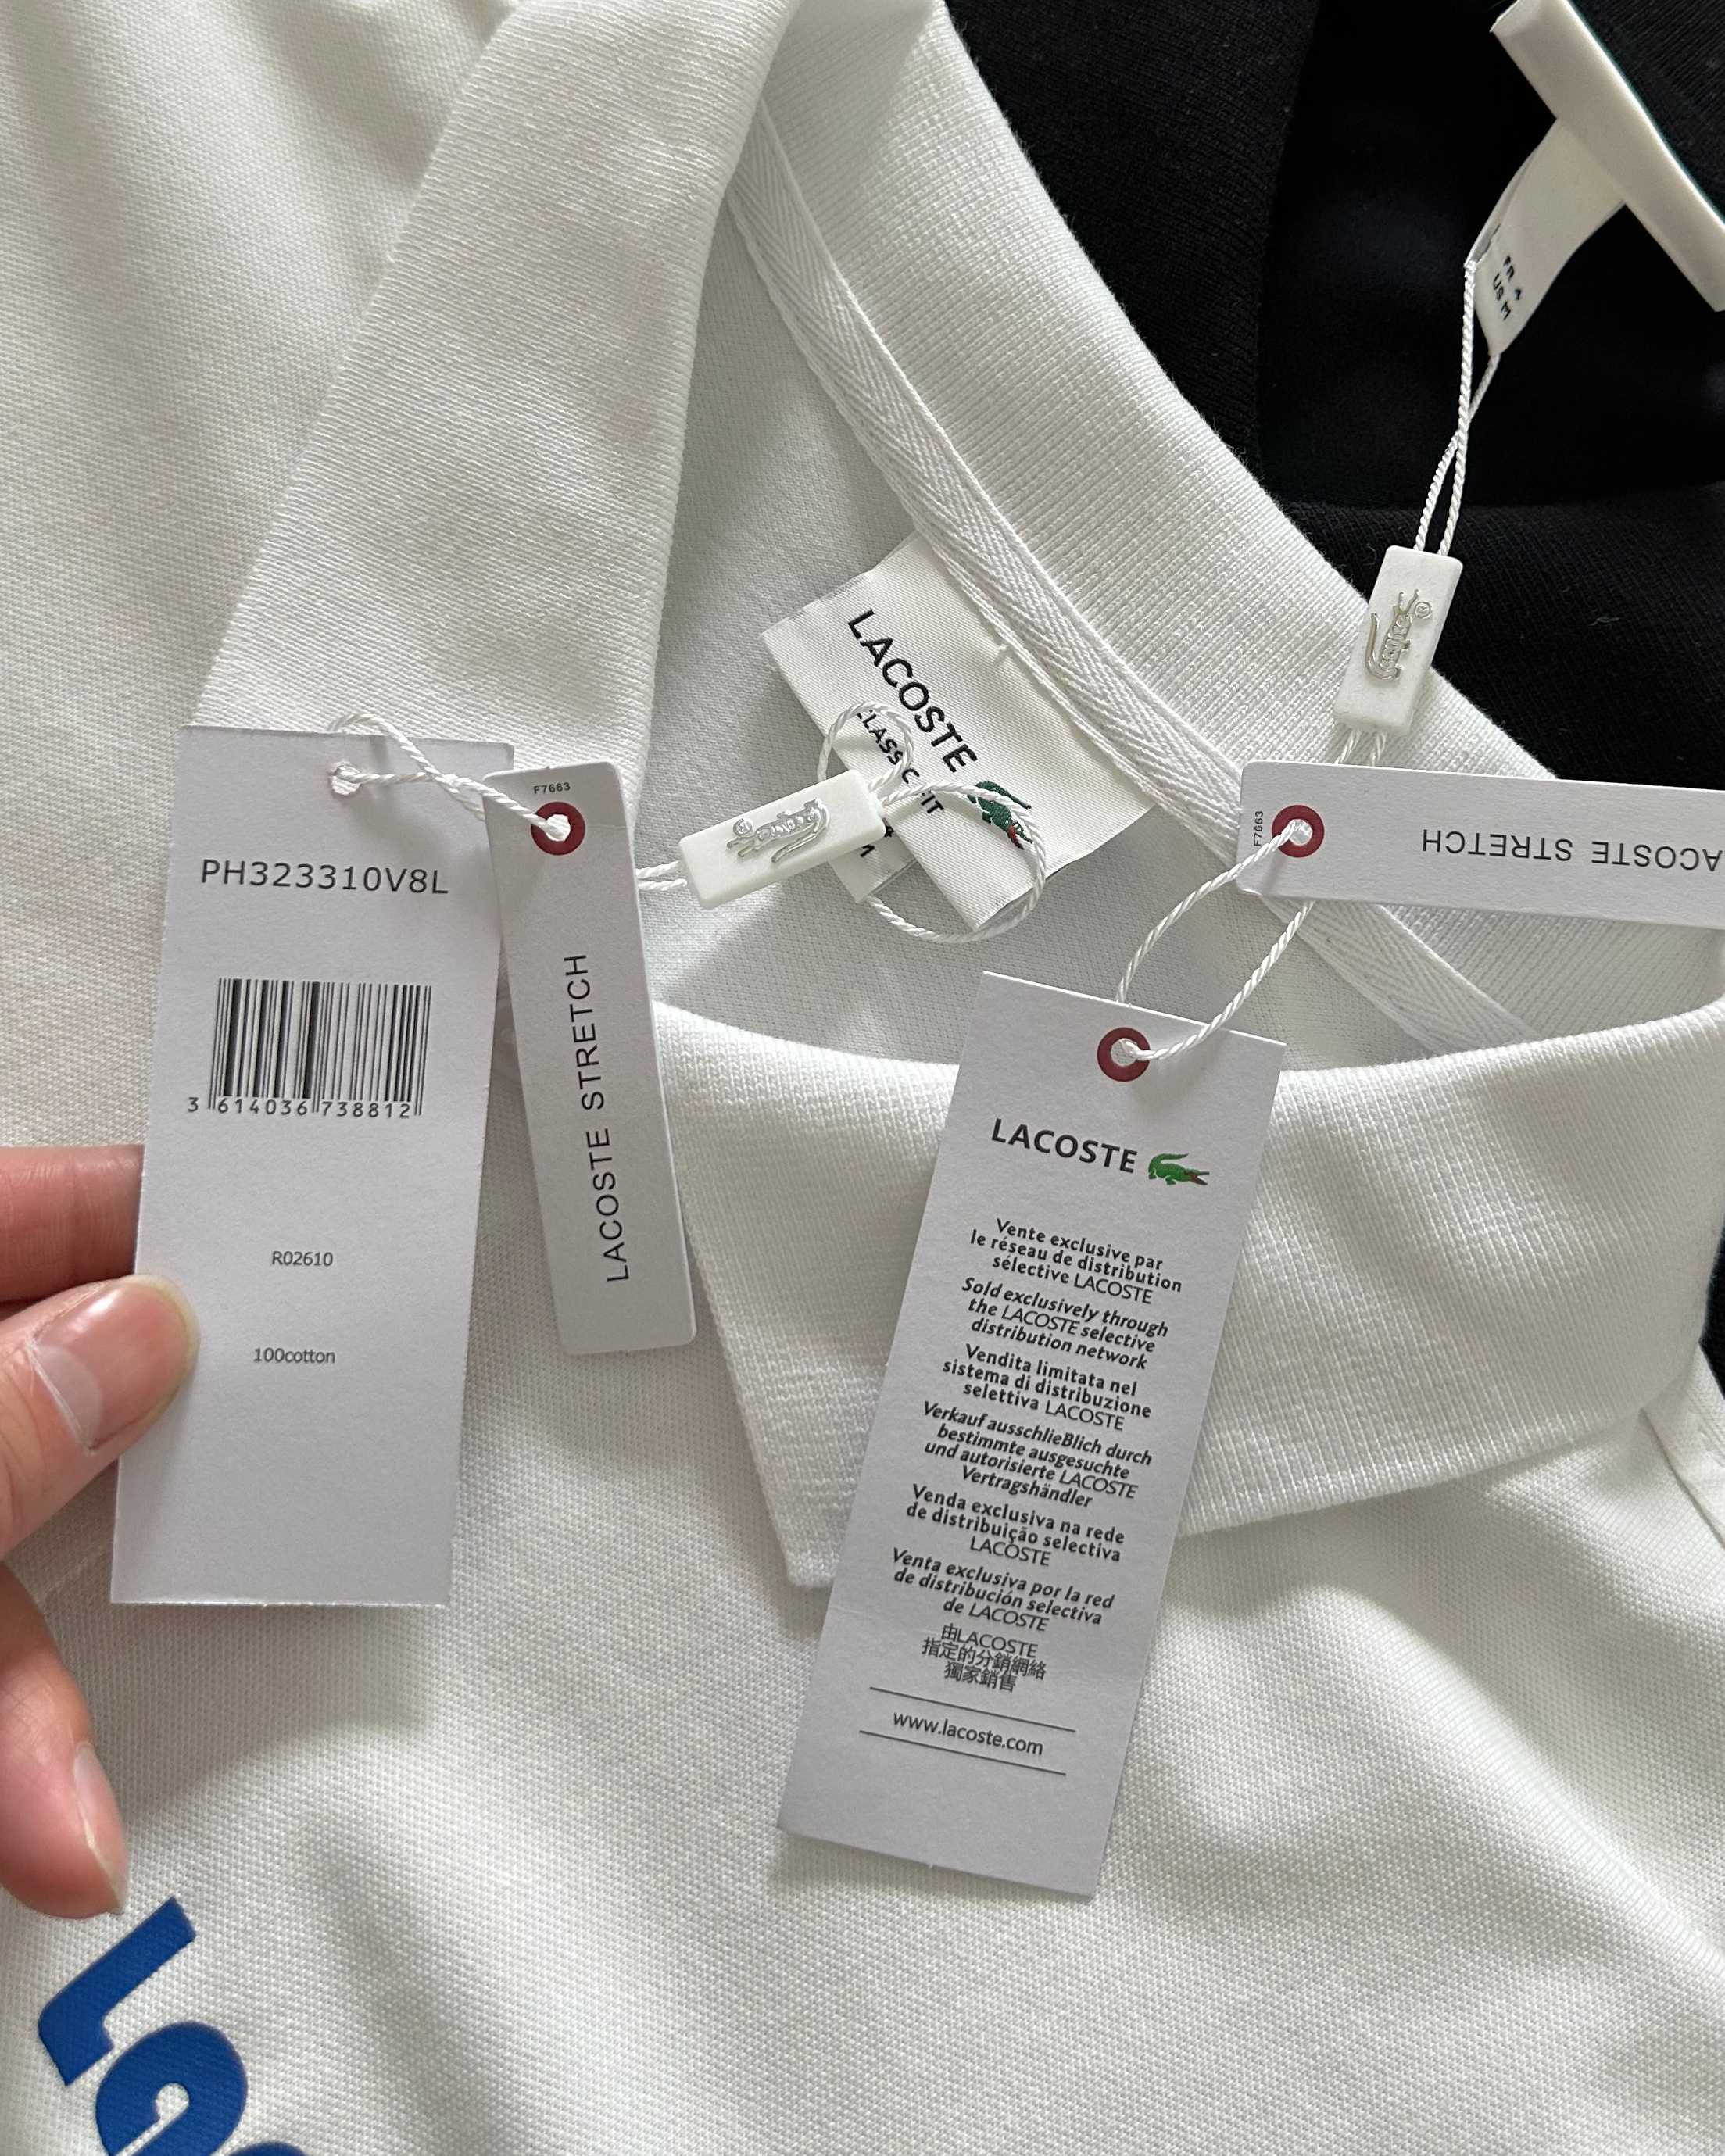 FR 4
US M
LACOSTE
F7663
PH323310V8L
3 614036 738812
R02610
100cotton
LACOSTE STRETCH
F7663
LACOSTE STRETCH
LACOSTE
Vente exclusive par
le réseau de distribution
sélective LACOSTE
Sold exclusively through
the LACOSTE selective
distribution network
Vendita limitata nel
sistema di distribuzione
selettiva LACOSTE
Verkauf ausschlieBlich durch
bestimmte ausgesuchte
und autorisierte LACOSTE
Vertragshändler
Venda exclusiva na rede
de distribuição selectiva
LACOSTE
Venta exclusiva por la red
de distribución selectiva
de LACOSTE
由LACOSTE
指定的分銷網絡
獨家銷售
www.lacoste.com